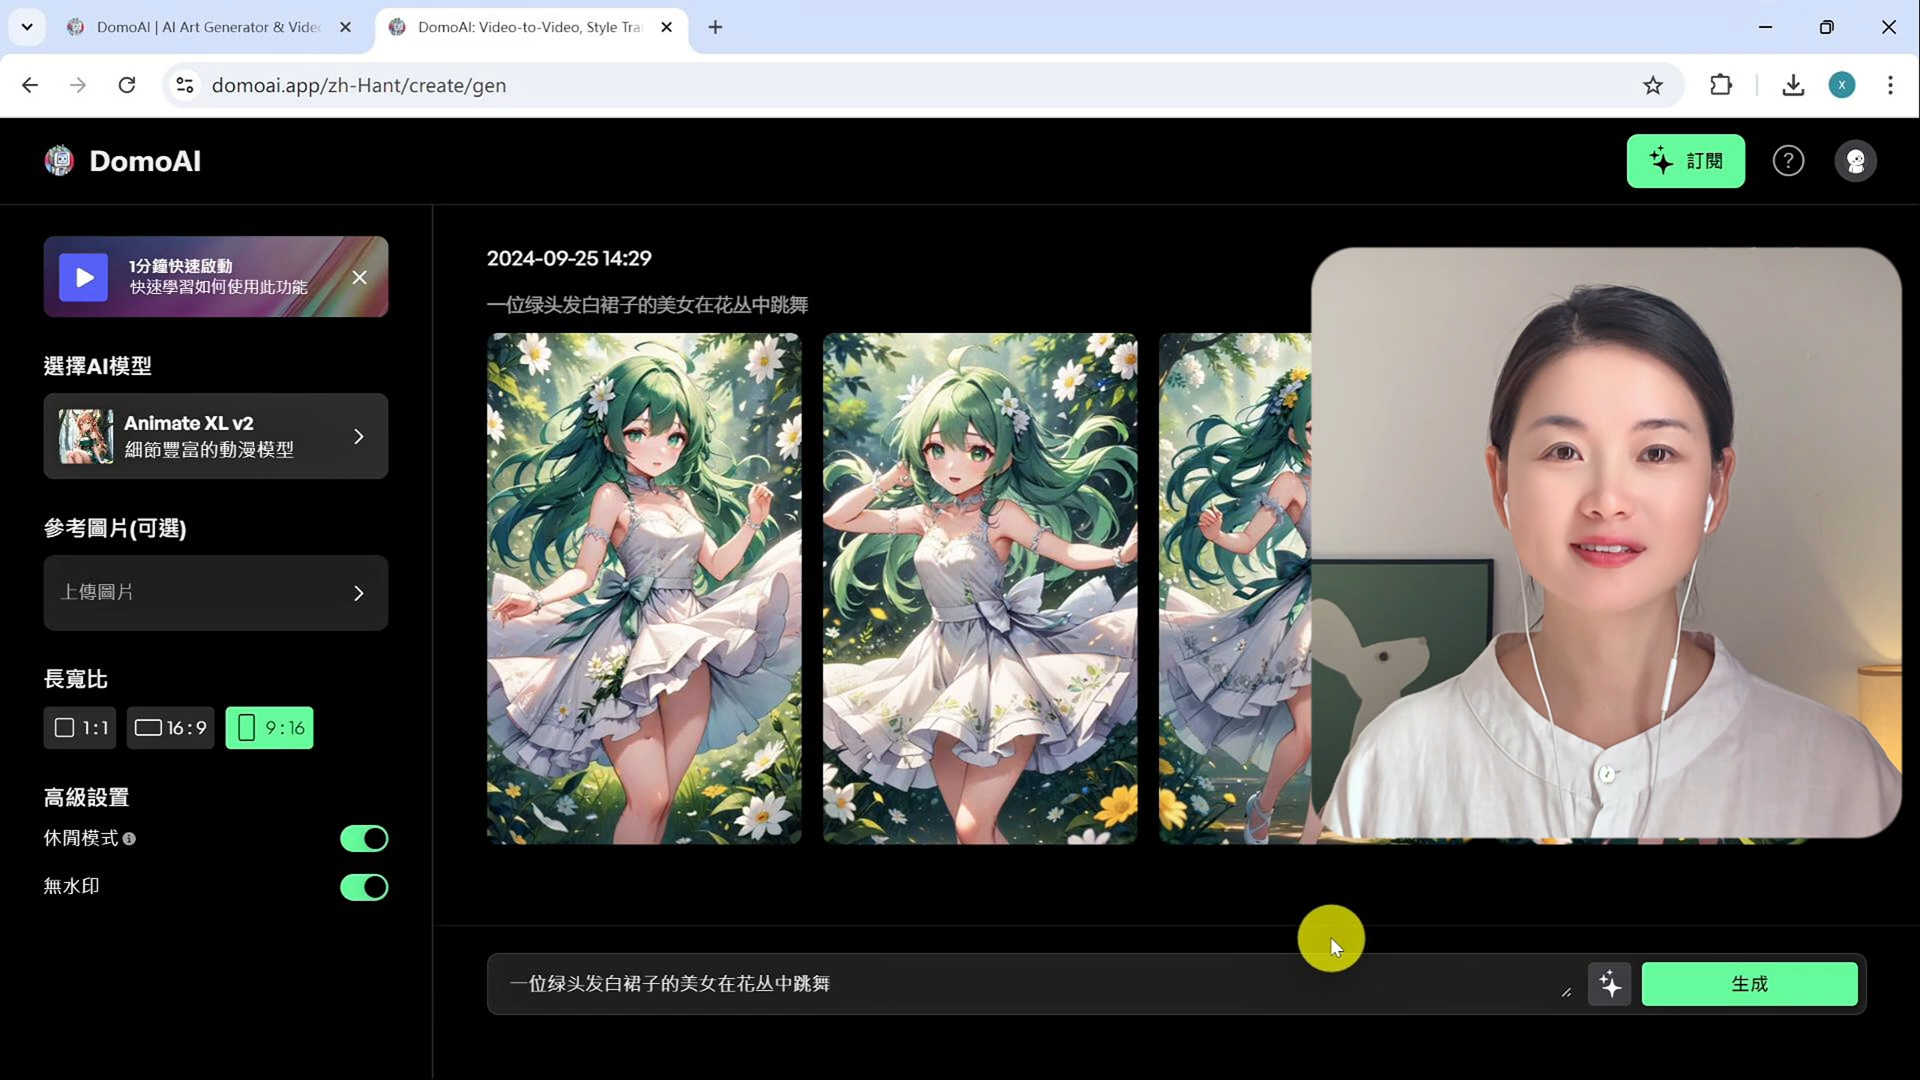 DomoAI | AI Art Generator & Video
DomoAI: Video-to-Video, Style Tra
domoai.app/zh-Hant/create/gen
X
DomoAI
訂閱
?
1分鐘快速啟動
快速學習如何使用此功能
選擇AI模型
Animate XL v2
細節豐富的動漫模型
參考圖片(可選)
上傳圖片
長寬比
1:1
16:9
9:16
高級設置
休閒模式
無水印
2024-09-25 14:29
一位绿头发白裙子的美女在花丛中跳舞
一位绿头发白裙子的美女在花丛中跳舞
生成